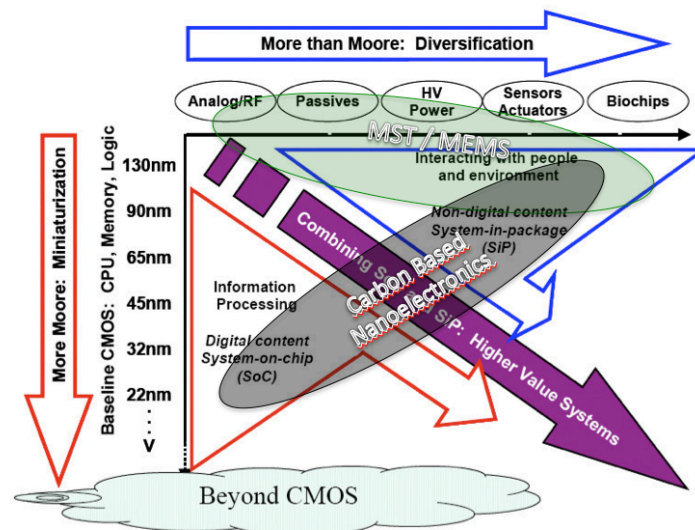 More than Moore: Diversification
Analog/RF
Passives
HV
Power
Sensors
Actuators
Biochips
MST / MEMS
Interacting with people
and environment
More Moore: Miniaturization
Baseline CMOS: CPU, Memory, Logic
130nm
90nm
65nm
45nm
32nm
22nm
V
Non-digital content
System-in-package
(SiP)
Combining S SiP: Higher Value Systems
Carbon Based
Nanoelectronics
Information
Processing
Digital content
System-on-chip
(SoC)
Beyond CMOS